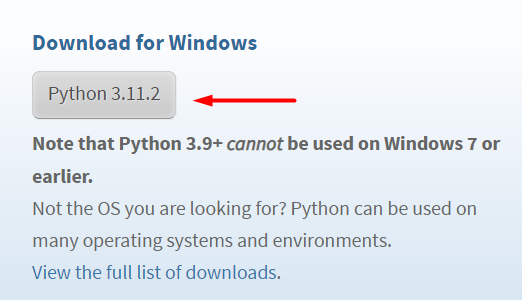 Download for Windows
Python 3.11.2
Note that Python 3.9+ cannot be used on Windows 7 or
earlier.
Not the OS you are looking for? Python can be used on
many operating systems and environments.
View the full list of downloads.